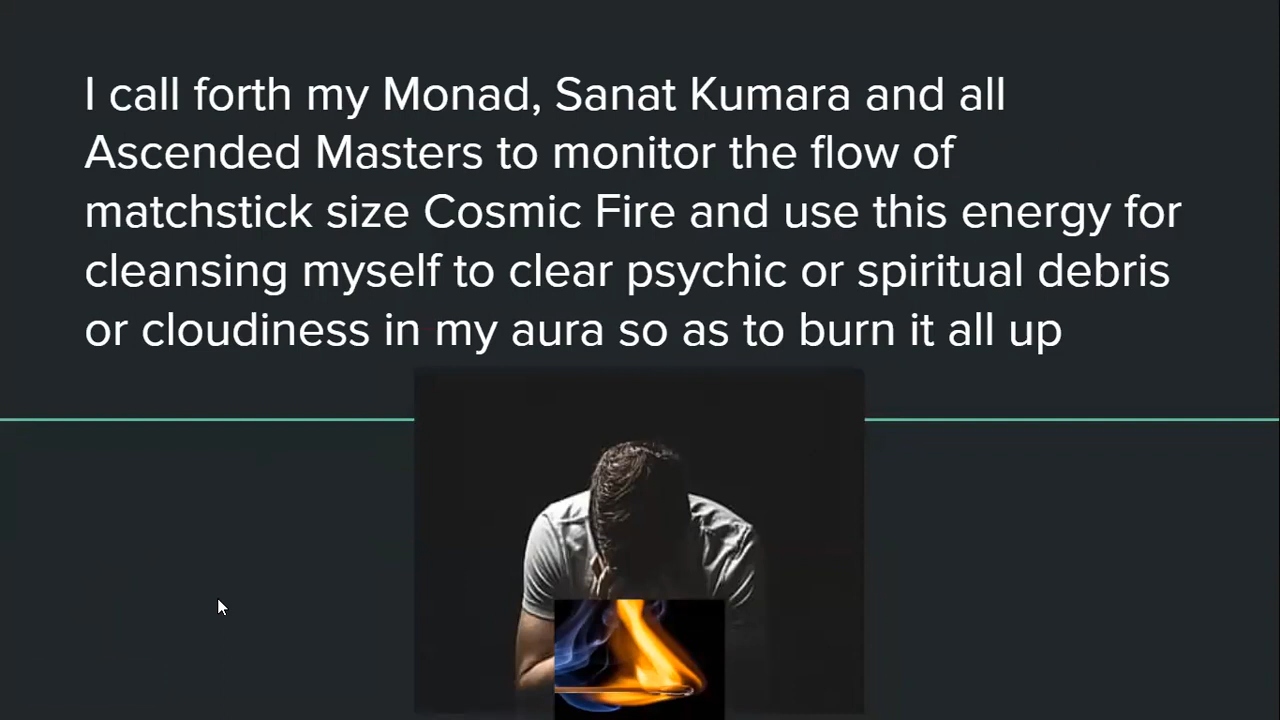 I call forth my Monad, Sanat Kumara and all
Ascended Masters to monitor the flow of
matchstick size Cosmic Fire and use this energy for
cleansing myself to clear psychic or spiritual debris
or cloudiness in my aura so as to burn it all up